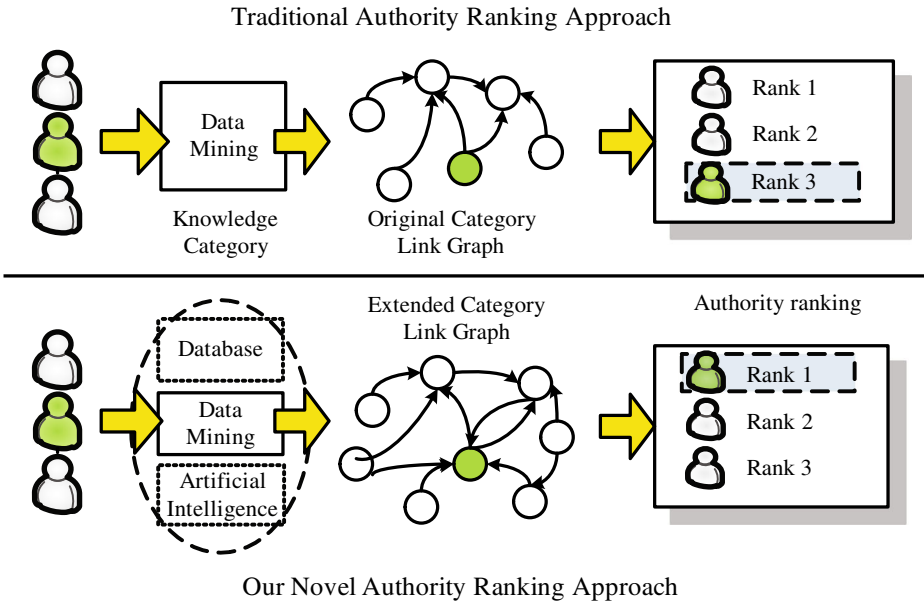 Traditional Authority Ranking Approach
Data
Mining
Knowledge
Category
Original Category
Link Graph
Rank 1
Rank 2
Rank 3
Database
Data
Mining
Artificial
Intelligence
Extended Category
Link Graph
Authority ranking
Rank 1
Rank 2
Rank 3
Our Novel Authority Ranking Approach